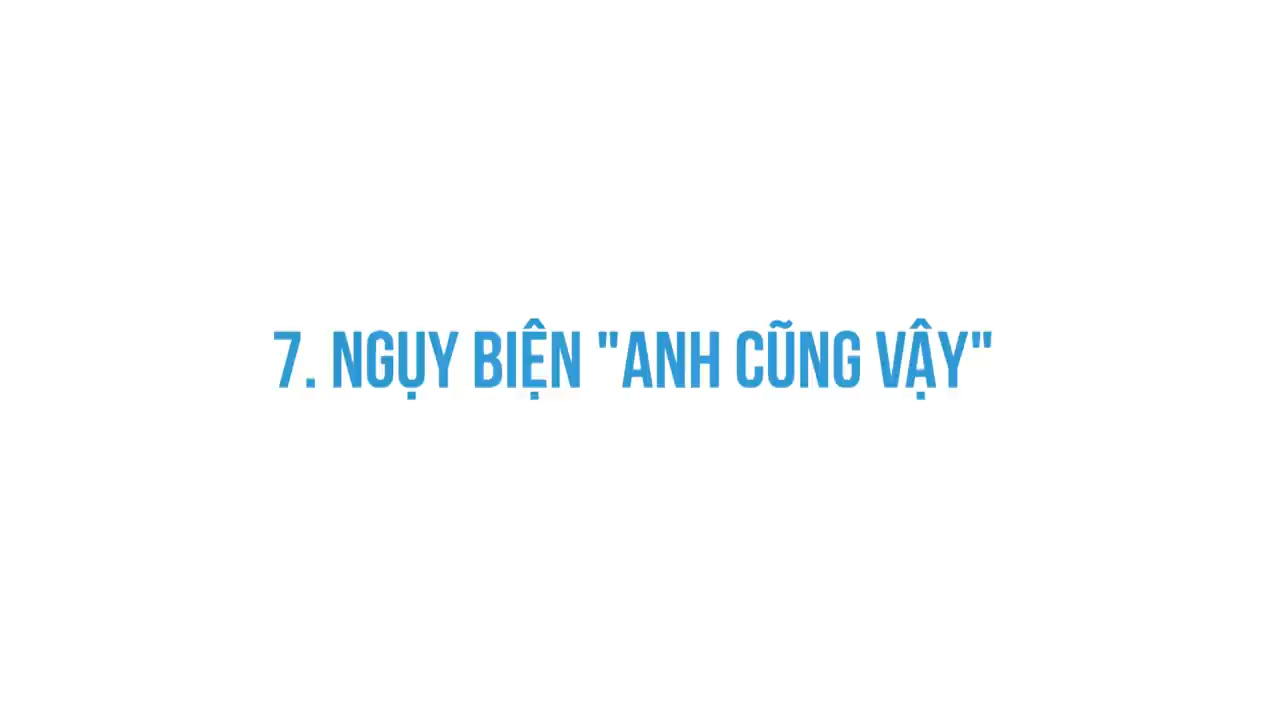 7. NGỤY BIỆN "ANH CŨNG VẬY"